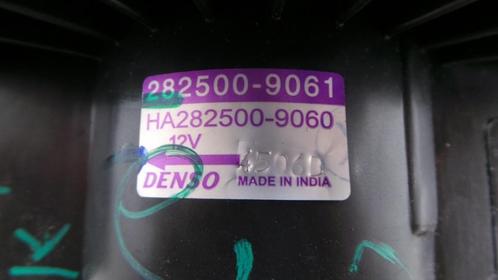 282500-9061
HA282500-9060
12V
DENSO
MADE IN INDIA